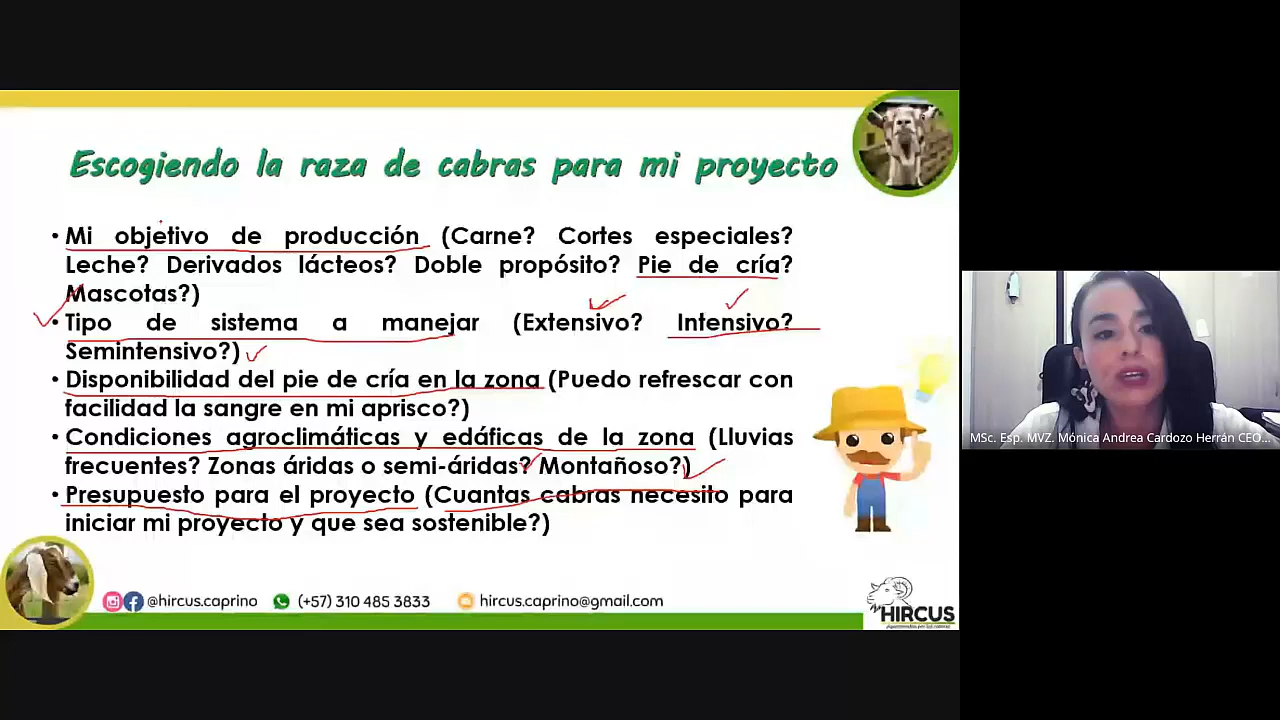 Escogiendo la raza de cabras para mi proyecto
• Mi objetivo de producción (Carne? Cortes especiales?
Leche? Derivados lácteos? Doble propósito? Pie de cría?
Mascotas?)
• Tipo de sistema a manejar (Extensivo? Intensivo?
Semintensivo?)
• Disponibilidad del pie de cría en la zona (Puedo refrescar con
facilidad la sangre en mi aprisco?)
• Condiciones agroclimáticas y edáficas de la zona (Lluvias
frecuentes? Zonas áridas o semi-áridas? Montañoso?)
• Presupuesto para el proyecto (Cuantas cabras necesito para
iniciar mi proyecto y que sea sostenible?)
@hircus.caprino (+57) 310 485 3833 hircus.caprino@gmail.com
HIRCUS
MSc. Esp. MVZ. Mónica Andrea Cardozo Herrán CEO...